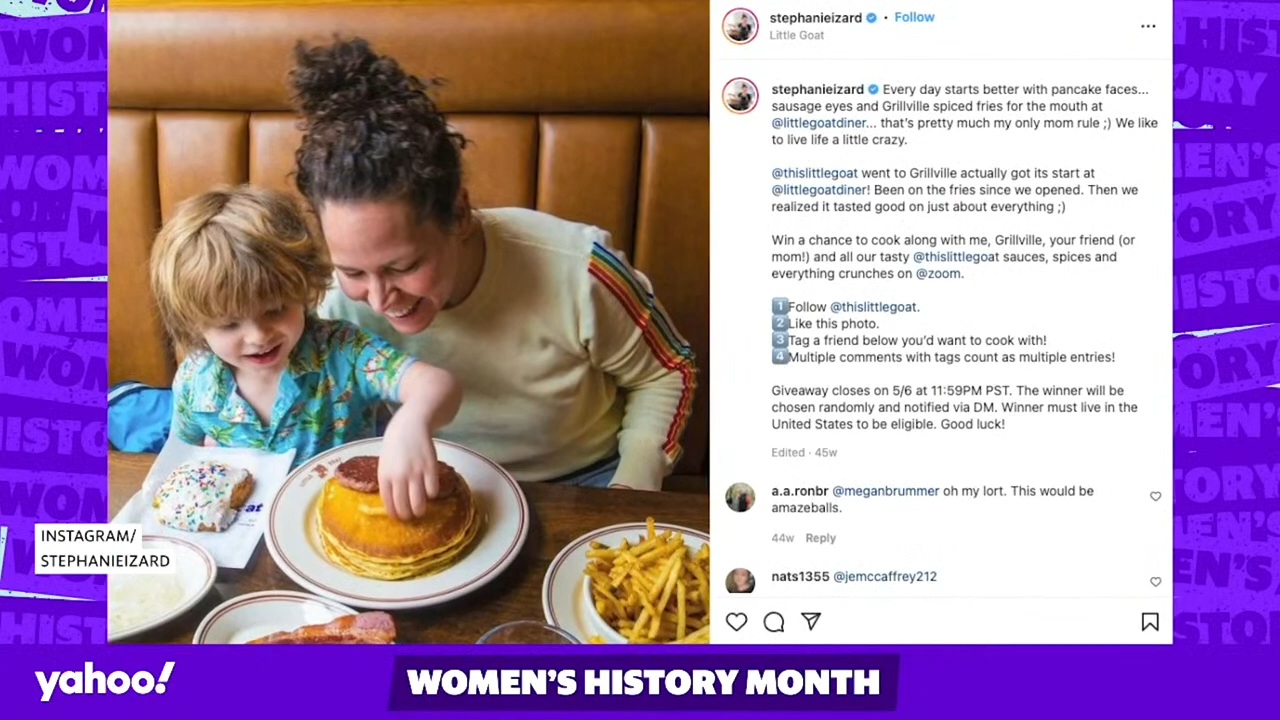 stephanieizard • Follow
Little Goat
stephanieizard Every day starts better with pancake faces...
sausage eyes and Grillville spiced fries for the mouth at
@littlegoatdiner... that's pretty much my only mom rule ;) We like
to live life a little crazy.
@thislittlegoat went to Grillville actually got its start at
@littlegoatdiner! Been on the fries since we opened. Then we
realized it tasted good on just about everything ;)
Win a chance to cook along with me, Grillville, your friend (or
mom!) and all our tasty @thislittlegoat sauces, spices and
everything crunches on @zoom.
1 Follow @thislittlegoat.
2 Like this photo.
3 Tag a friend below you'd want to cook with!
4 Multiple comments with tags count as multiple entries!
Giveaway closes on 5/6 at 11:59PM PST. The winner will be
chosen randomly and notified via DM. Winner must live in the
United States to be eligible. Good luck!
Edited · 45w
a.a.ronbr @meganbrummer oh my lort. This would be
amazeballs.
44w Reply
nats1355 @jemccaffrey212
INSTAGRAM/
STEPHANIEIZARD
yahoo!
WOMEN'S HISTORY MONTH